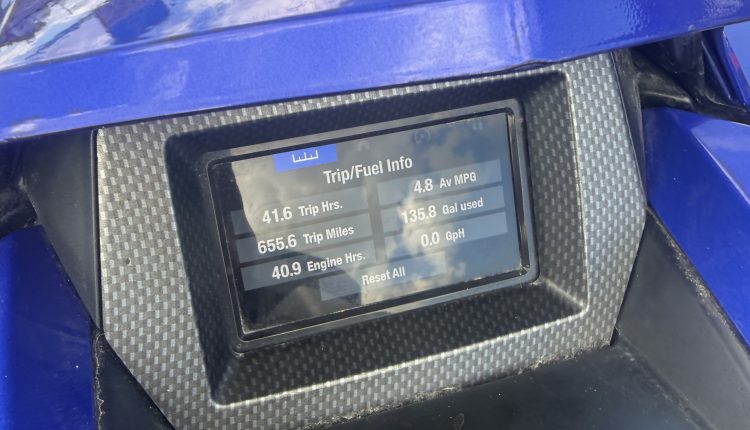 Trip/Fuel Info
41.6 Trip Hrs.
4.8 Av MPG
655.6 Trip Miles
135.8 Gal used
40.9 Engine Hrs.
0.0 GpH
Reset All